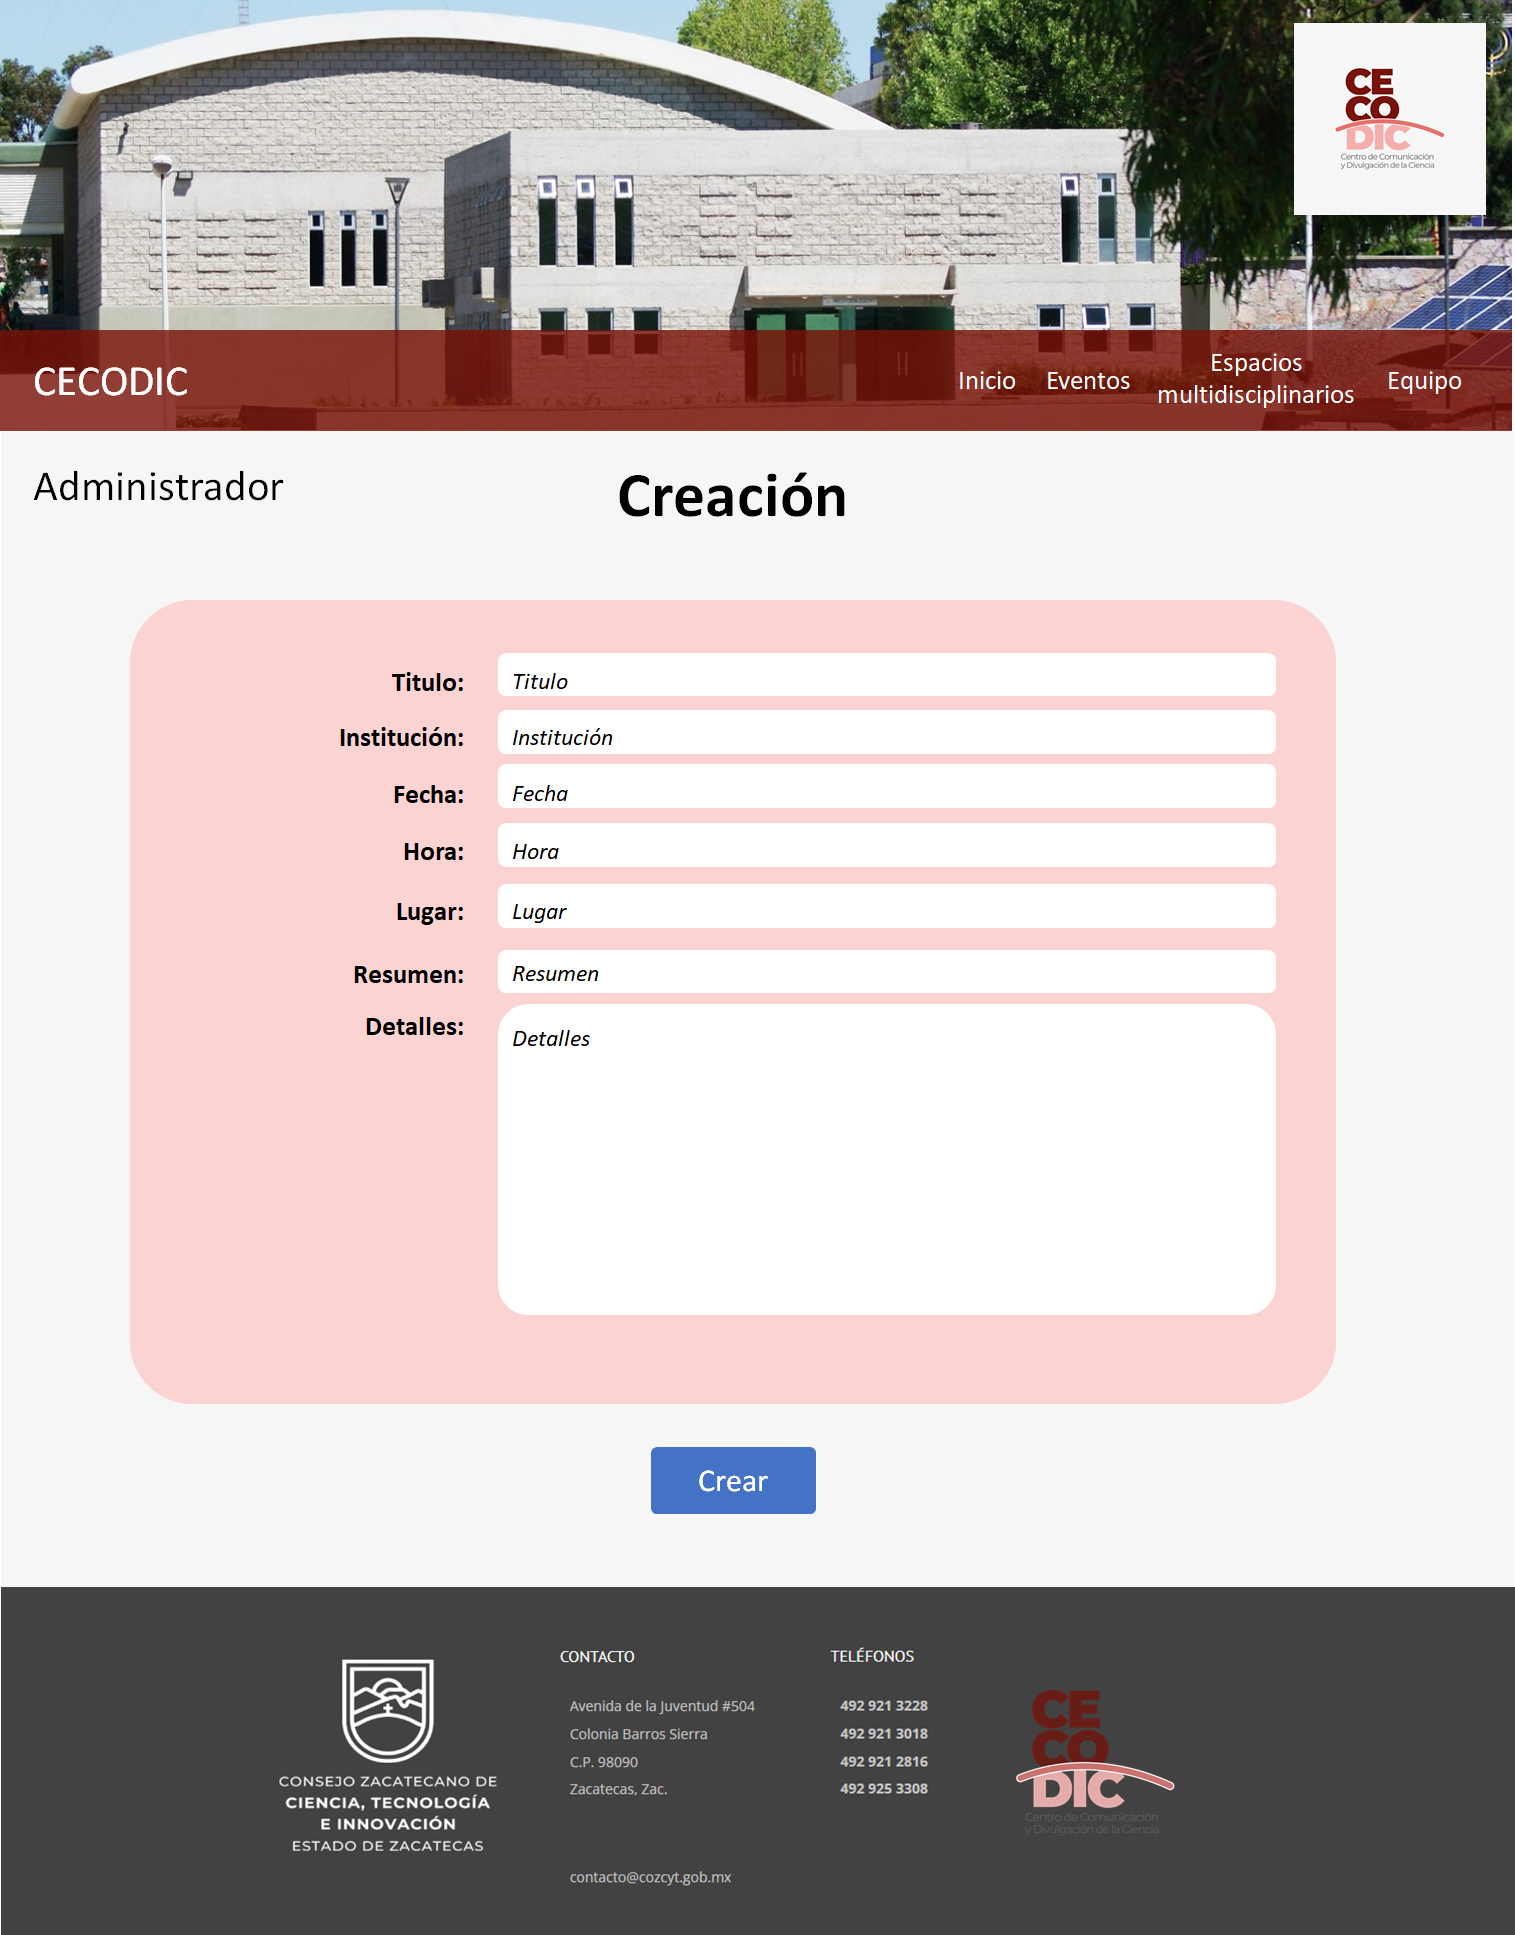 CE
CO
DIC
Centro de Comunicación
y Divulgación de la Ciencia
CECODIC
Inicio
Eventos
Espacios
multidisciplinarios
Equipo
Administrador
Creación
Titulo: Titulo
Institución: Institución
Fecha: Fecha
Hora: Hora
Lugar: Lugar
Resumen: Resumen
Detalles: Detalles
Crear
CONSEJO ZACATECANO DE
CIENCIA, TECNOLOGÍA
E INNOVACIÓN
ESTADO DE ZACATECAS
CONTACTO
Avenida de la Juventud #504
Colonia Barros Sierra
C.P. 98090
Zacatecas, Zac.
contacto@cozcyt.gob.mx
TELÉFONOS
492 921 3228
492 921 3018
492 921 2816
492 925 3308
CE
CO
DIC
Centro de Comunicación
y Divulgación de la Ciencia